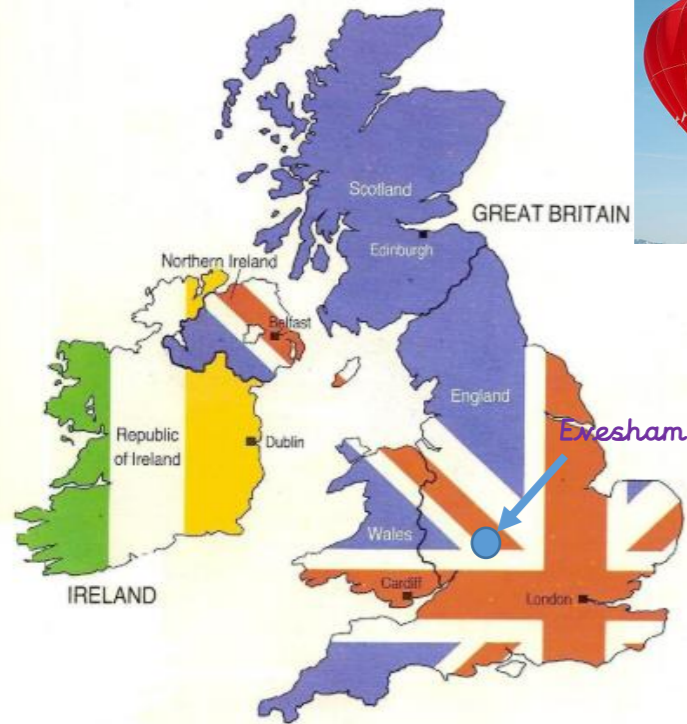 Scotland
GREAT BRITAIN
Edinburgh
Northern Ireland
Belfast
England
Evesham
Republic
of Ireland
Dublin
Wales
Cardiff
London
IRELAND